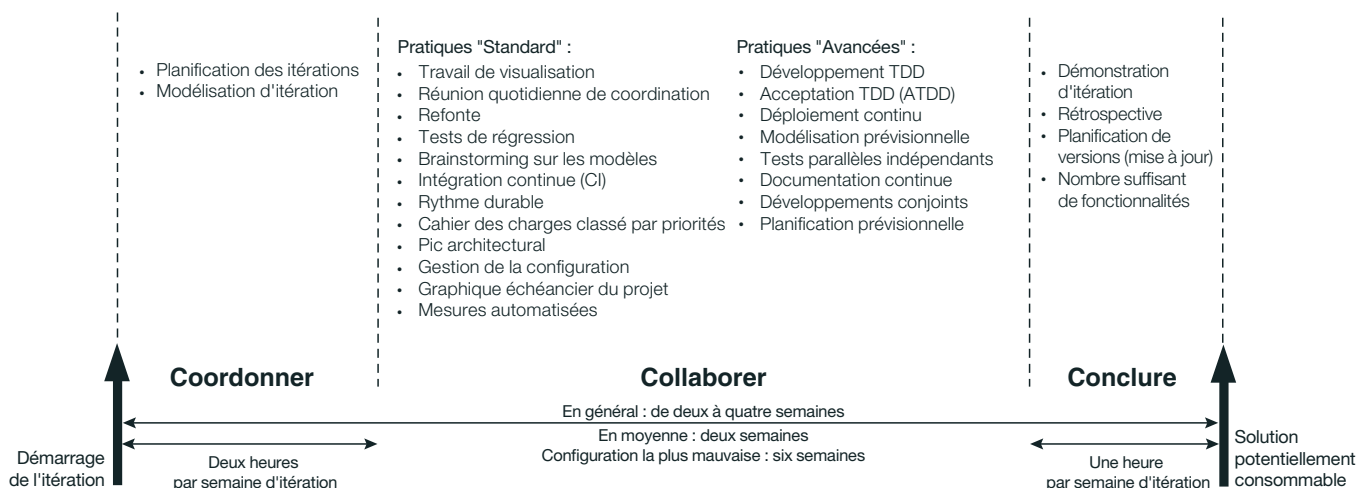 • Planification des itérations
• Modélisation d'itération
Pratiques "Standard" :
• Travail de visualisation
• Réunion quotidienne de coordination
• Refonte
• Tests de régression
• Brainstorming sur les modèles
• Intégration continue (CI)
• Rythme durable
• Cahier des charges classé par priorités
• Pic architectural
• Gestion de la configuration
• Graphique échéancier du projet
• Mesures automatisées
Pratiques "Avancées" :
• Développement TDD
• Acceptation TDD (ATDD)
• Déploiement continu
• Modélisation prévisionnelle
• Tests parallèles indépendants
• Documentation continue
• Développements conjoints
• Planification prévisionnelle
• Démonstration
d'itération
• Rétrospective
• Planification de
versions (mise à jour)
• Nombre suffisant
de fonctionnalités
Coordonner
Collaborer
Conclure
En général : de deux à quatre semaines
En moyenne : deux semaines
Configuration la plus mauvaise : six semaines
Démarrage
de l'itération
Deux heures
par semaine d'itération
Une heure
par semaine d'itération
Solution
potentiellement
consommable